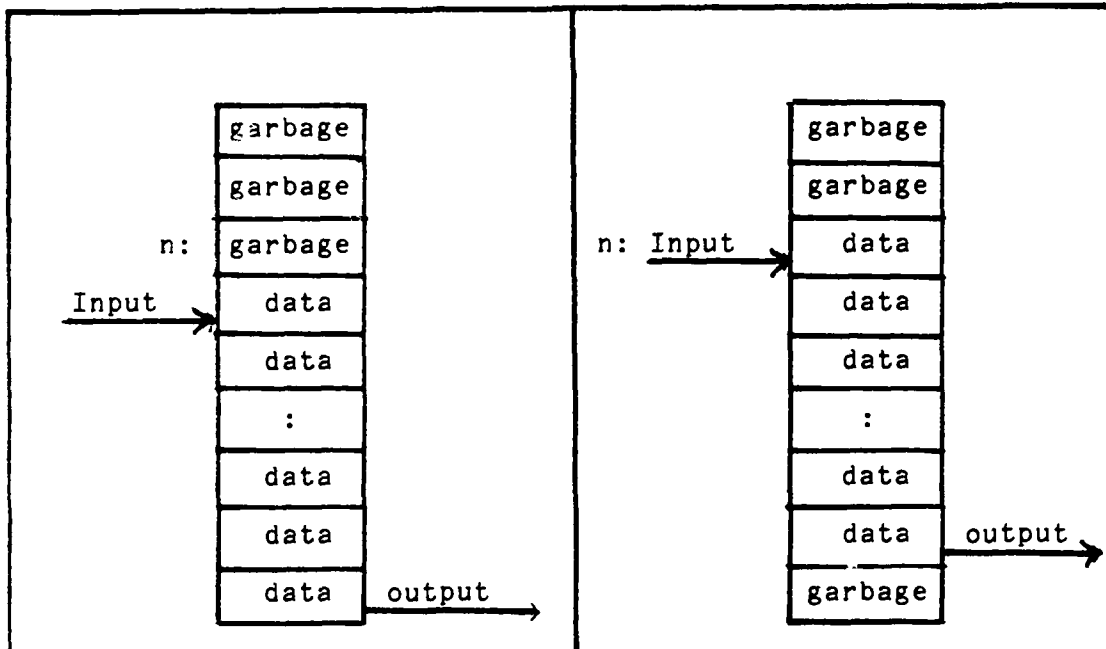 garbage
garbage
n: garbage
Input data
data
:
data
data
data output
garbage
garbage
n: Input data
data
data
:
data
data output
garbage